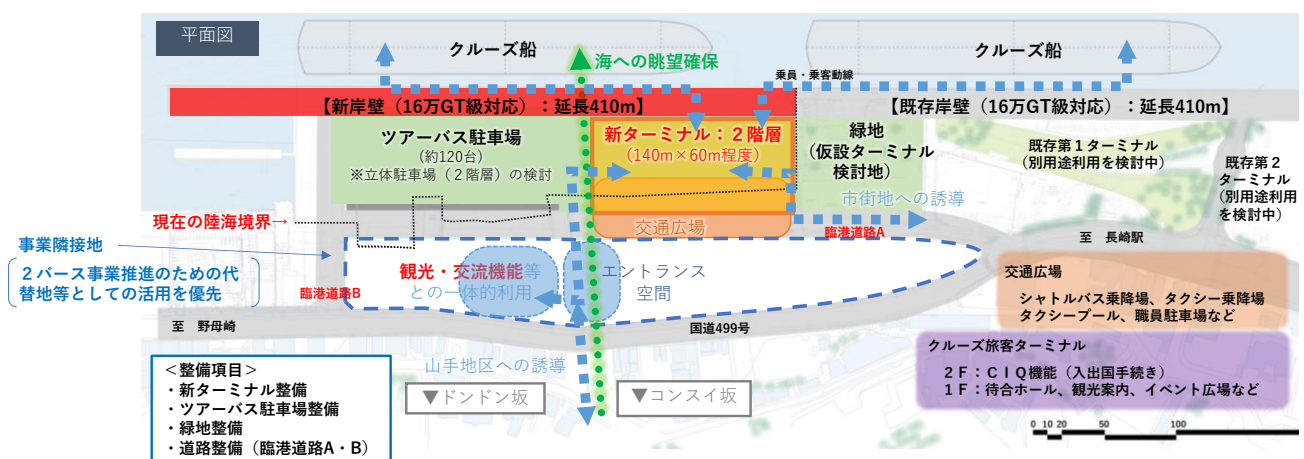 平面図
クルーズ船
クルーズ船
海への眺望確保
乗員・乗客動線
【新岸壁(16万GT級対応):延長410m】
【既存岸壁(16万GT級対応):延長410m】
ツアーバス駐車場
(約120台)
※立体駐車場(2階層)の検討
新ターミナル:2階層
(140m×60m程度)
緑地
(仮設ターミナル
検討地)
既存第1ターミナル
(別用途利用を検討中)
既存第2
ターミナル
(別用途利用
を検討中)
市街地への誘導
現在の陸海境界→
交通広場
臨港道路A
至 長崎駅
事業隣接地
2バース事業推進のための代
替地等としての活用を優先
臨港道路B
観光・交流機能等
との一体的利用
エントランス
空間
交通広場
シャトルバス乗降場、タクシー乗降場
タクシープール、職員駐車場など
至 野母崎
国道499号
クルーズ旅客ターミナル
2F:CIQ機能(入出国手続き)
1F:待合ホール、観光案内、イベント広場など
山手地区への誘導
▼ドンドン坂
▼コンスイ坂
<整備項目>
・新ターミナル整備
・ツアーバス駐車場整備
・緑地整備
・道路整備(臨港道路A・B)
0 10 20 50 100